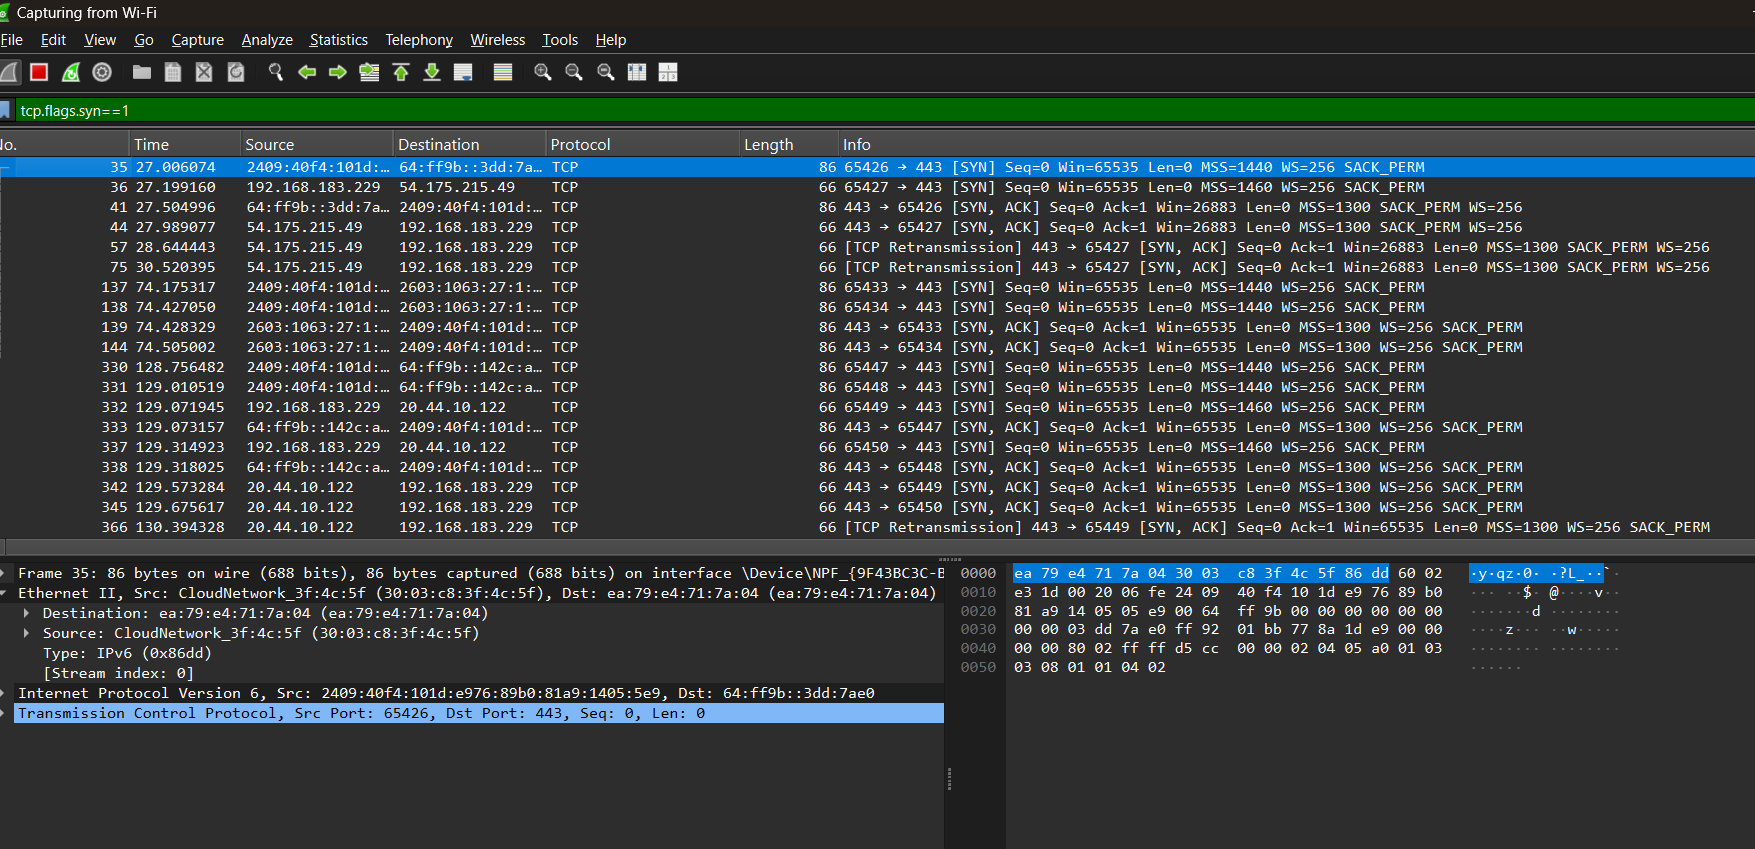 Capturing from Wi-Fi
File Edit View Go Capture Analyze Statistics Telephony Wireless Tools Help
tcp.flags.syn==1
No. Time Source Destination Protocol Length Info
35 27.006074 2409:40f4:101d:… 64:ff9b::3dd:7a… TCP 86 65426 → 443 [SYN] Seq=0 Win=65535 Len=0 MSS=1440 WS=256 SACK_PERM
36 27.199160 192.168.183.229 54.175.215.49 TCP 66 65427 → 443 [SYN] Seq=0 Win=65535 Len=0 MSS=1460 WS=256 SACK_PERM
41 27.504996 64:ff9b::3dd:7a… 2409:40f4:101d:… TCP 86 443 → 65426 [SYN, ACK] Seq=0 Ack=1 Win=26883 Len=0 MSS=1300 SACK_PERM WS=256
44 27.989077 54.175.215.49 192.168.183.229 TCP 66 443 → 65427 [SYN, ACK] Seq=0 Ack=1 Win=26883 Len=0 MSS=1300 SACK_PERM WS=256
57 28.644443 54.175.215.49 192.168.183.229 TCP 66 [TCP Retransmission] 443 → 65427 [SYN, ACK] Seq=0 Ack=1 Win=26883 Len=0 MSS=1300 SACK_PERM WS=256
75 30.520395 54.175.215.49 192.168.183.229 TCP 66 [TCP Retransmission] 443 → 65427 [SYN, ACK] Seq=0 Ack=1 Win=26883 Len=0 MSS=1300 SACK_PERM WS=256
137 74.175317 2409:40f4:101d:… 2603:1063:27:1:… TCP 86 65433 → 443 [SYN] Seq=0 Win=65535 Len=0 MSS=1440 WS=256 SACK_PERM
138 74.427050 2409:40f4:101d:… 2603:1063:27:1:… TCP 86 65434 → 443 [SYN] Seq=0 Win=65535 Len=0 MSS=1440 WS=256 SACK_PERM
139 74.428329 2603:1063:27:1:… 2409:40f4:101d:… TCP 86 443 → 65433 [SYN, ACK] Seq=0 Ack=1 Win=65535 Len=0 MSS=1300 WS=256 SACK_PERM
144 74.505002 2603:1063:27:1:… 2409:40f4:101d:… TCP 86 443 → 65434 [SYN, ACK] Seq=0 Ack=1 Win=65535 Len=0 MSS=1300 WS=256 SACK_PERM
330 128.756482 2409:40f4:101d:… 64:ff9b::142c:a… TCP 86 65447 → 443 [SYN] Seq=0 Win=65535 Len=0 MSS=1440 WS=256 SACK_PERM
331 129.010519 2409:40f4:101d:… 64:ff9b::142c:a… TCP 86 65448 → 443 [SYN] Seq=0 Win=65535 Len=0 MSS=1440 WS=256 SACK_PERM
332 129.071945 192.168.183.229 20.44.10.122 TCP 66 65449 → 443 [SYN] Seq=0 Win=65535 Len=0 MSS=1460 WS=256 SACK_PERM
333 129.073157 64:ff9b::142c:a… 2409:40f4:101d:… TCP 86 443 → 65447 [SYN, ACK] Seq=0 Ack=1 Win=65535 Len=0 MSS=1300 WS=256 SACK_PERM
337 129.314923 192.168.183.229 20.44.10.122 TCP 66 65450 → 443 [SYN] Seq=0 Win=65535 Len=0 MSS=1460 WS=256 SACK_PERM
338 129.318025 64:ff9b::142c:a… 2409:40f4:101d:… TCP 86 443 → 65448 [SYN, ACK] Seq=0 Ack=1 Win=65535 Len=0 MSS=1300 WS=256 SACK_PERM
342 129.573284 20.44.10.122 192.168.183.229 TCP 66 443 → 65449 [SYN, ACK] Seq=0 Ack=1 Win=65535 Len=0 MSS=1300 WS=256 SACK_PERM
345 129.675617 20.44.10.122 192.168.183.229 TCP 66 443 → 65450 [SYN, ACK] Seq=0 Ack=1 Win=65535 Len=0 MSS=1300 WS=256 SACK_PERM
366 130.394328 20.44.10.122 192.168.183.229 TCP 66 [TCP Retransmission] 443 → 65449 [SYN, ACK] Seq=0 Ack=1 Win=65535 Len=0 MSS=1300 WS=256 SACK_PERM
Frame 35: 86 bytes on wire (688 bits), 86 bytes captured (688 bits) on interface \Device\NPF_{9F43BC3C-B
Ethernet II, Src: CloudNetwork_3f:4c:5f (30:03:c8:3f:4c:5f), Dst: ea:79:e4:71:7a:04 (ea:79:e4:71:7a:04)
Destination: ea:79:e4:71:7a:04 (ea:79:e4:71:7a:04)
Source: CloudNetwork_3f:4c:5f (30:03:c8:3f:4c:5f)
Type: IPv6 (0x86dd)
[Stream index: 0]
Internet Protocol Version 6, Src: 2409:40f4:101d:e976:89b0:81a9:1405:5e9, Dst: 64:ff9b::3dd:7ae0
Transmission Control Protocol, Src Port: 65426, Dst Port: 443, Seq: 0, Len: 0
0000 ea 79 e4 71 7a 04 30 03 c8 3f 4c 5f 86 dd 60 02 ·y·qz·0· ·?L_··`·
0010 e3 1d 00 20 06 fe 24 09 40 f4 10 1d e9 76 89 b0 ··· ··$· @····v··
0020 81 a9 14 05 05 e9 00 64 ff 9b 00 00 00 00 00 00 ·······d ········
0030 00 00 03 dd 7a e0 ff 92 01 bb 77 8a 1d e9 00 00 ····z··· ··w·····
0040 00 00 80 02 ff ff d5 cc 00 00 02 04 05 a0 01 03 ········ ········
0050 03 08 01 01 04 02 ······